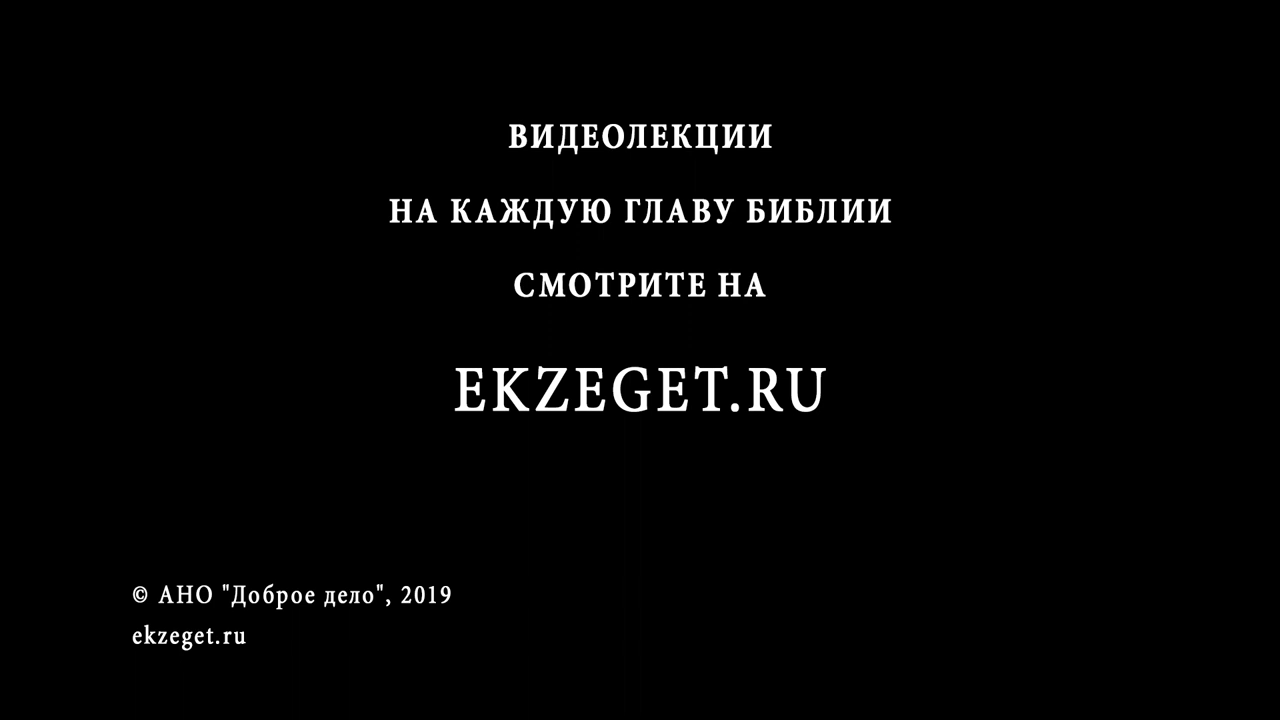 ВИДЕОЛЕКЦИИ
НА КАЖДУЮ ГЛАВУ БИБЛИИ
СМОТРИТЕ НА
EKZEGET.RU
© АНО "Доброе дело", 2019
ekzeget.ru